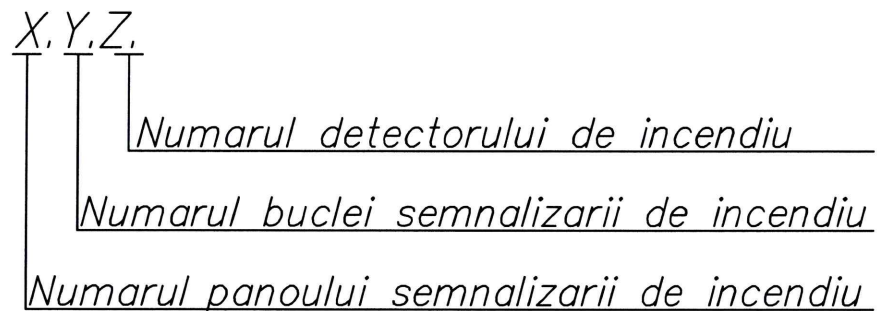 X.Y.Z.
Numarul detectorului de incendiu
Numarul buclei semnalizarii de incendiu
Numarul panoului semnalizarii de incendiu